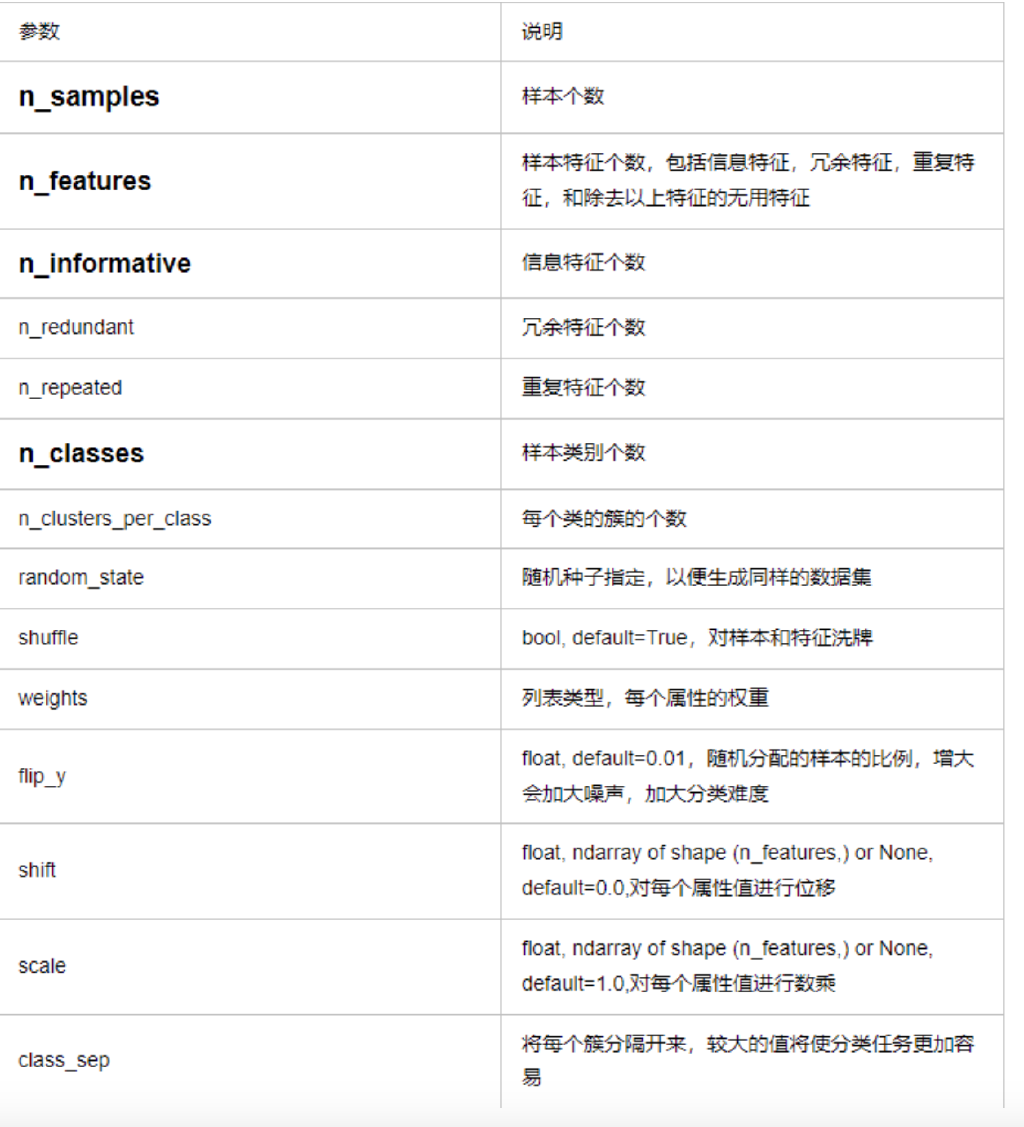 参数
说明
n_samples
样本个数
n_features
样本特征个数，包括信息特征，冗余特征，重复特
征，和除去以上特征的无用特征
n_informative
信息特征个数
n_redundant
冗余特征个数
n_repeated
重复特征个数
n_classes
样本类别个数
n_clusters_per_class
每个类的簇的个数
random_state
随机种子指定，以便生成同样的数据集
shuffle
bool, default=True，对样本和特征洗牌
weights
列表类型，每个属性的权重
flip_y
float, default=0.01，随机分配的样本的比例，增大
会加大噪声，加大分类难度
shift
float, ndarray of shape (n_features,) or None,
default=0.0,对每个属性值进行位移
scale
float, ndarray of shape (n_features,) or None,
default=1.0,对每个属性值进行数乘
class_sep
将每个簇分隔开来，较大的值将使分类任务更加容
易